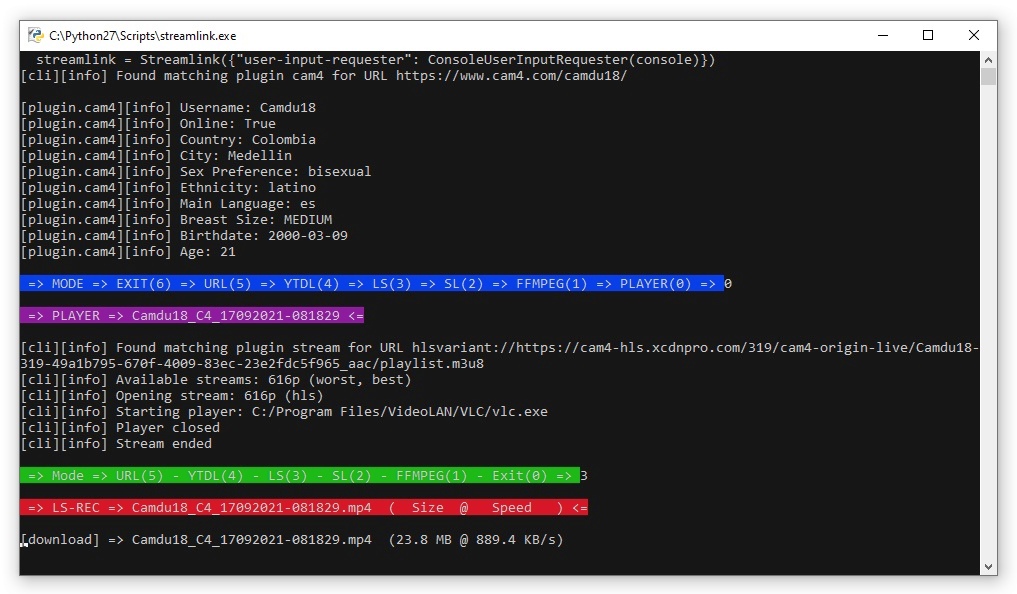 C:\Python27\Scripts\streamlink.exe
streamlink = Streamlink({"user-input-requester": ConsoleUserInputRequester(console)})
[cli][info] Found matching plugin cam4 for URL https://www.cam4.com/camdu18/
[plugin.cam4][info] Username: Camdu18
[plugin.cam4][info] Online: True
[plugin.cam4][info] Country: Colombia
[plugin.cam4][info] City: Medellin
[plugin.cam4][info] Sex Preference: bisexual
[plugin.cam4][info] Ethnicity: latino
[plugin.cam4][info] Main Language: es
[plugin.cam4][info] Breast Size: MEDIUM
[plugin.cam4][info] Birthdate: 2000-03-09
[plugin.cam4][info] Age: 21
=> MODE => EXIT(6) => URL(5) => YTDL(4) => LS(3) => SL(2) => FFMPEG(1) => PLAYER(0) => 0
=> PLAYER => Camdu18_C4_17092021-081829 <=
[cli][info] Found matching plugin stream for URL hlsvariant://https://cam4-hls.xcdnpro.com/319/cam4-origin-live/Camdu18-
319-49a1b795-670f-4009-83ec-23e2fdc5f965_aac/playlist.m3u8
[cli][info] Available streams: 616p (worst, best)
[cli][info] Opening stream: 616p (hls)
[cli][info] Starting player: C:/Program Files/VideoLAN/VLC/vlc.exe
[cli][info] Player closed
[cli][info] Stream ended
=> Mode => URL(5) - YTDL(4) - LS(3) - SL(2) - FFMPEG(1) - Exit(0) => 3
=> LS-REC => Camdu18_C4_17092021-081829.mp4  (  Size  @   Speed   ) <=
[download] => Camdu18_C4_17092021-081829.mp4  (23.8 MB @ 889.4 KB/s)